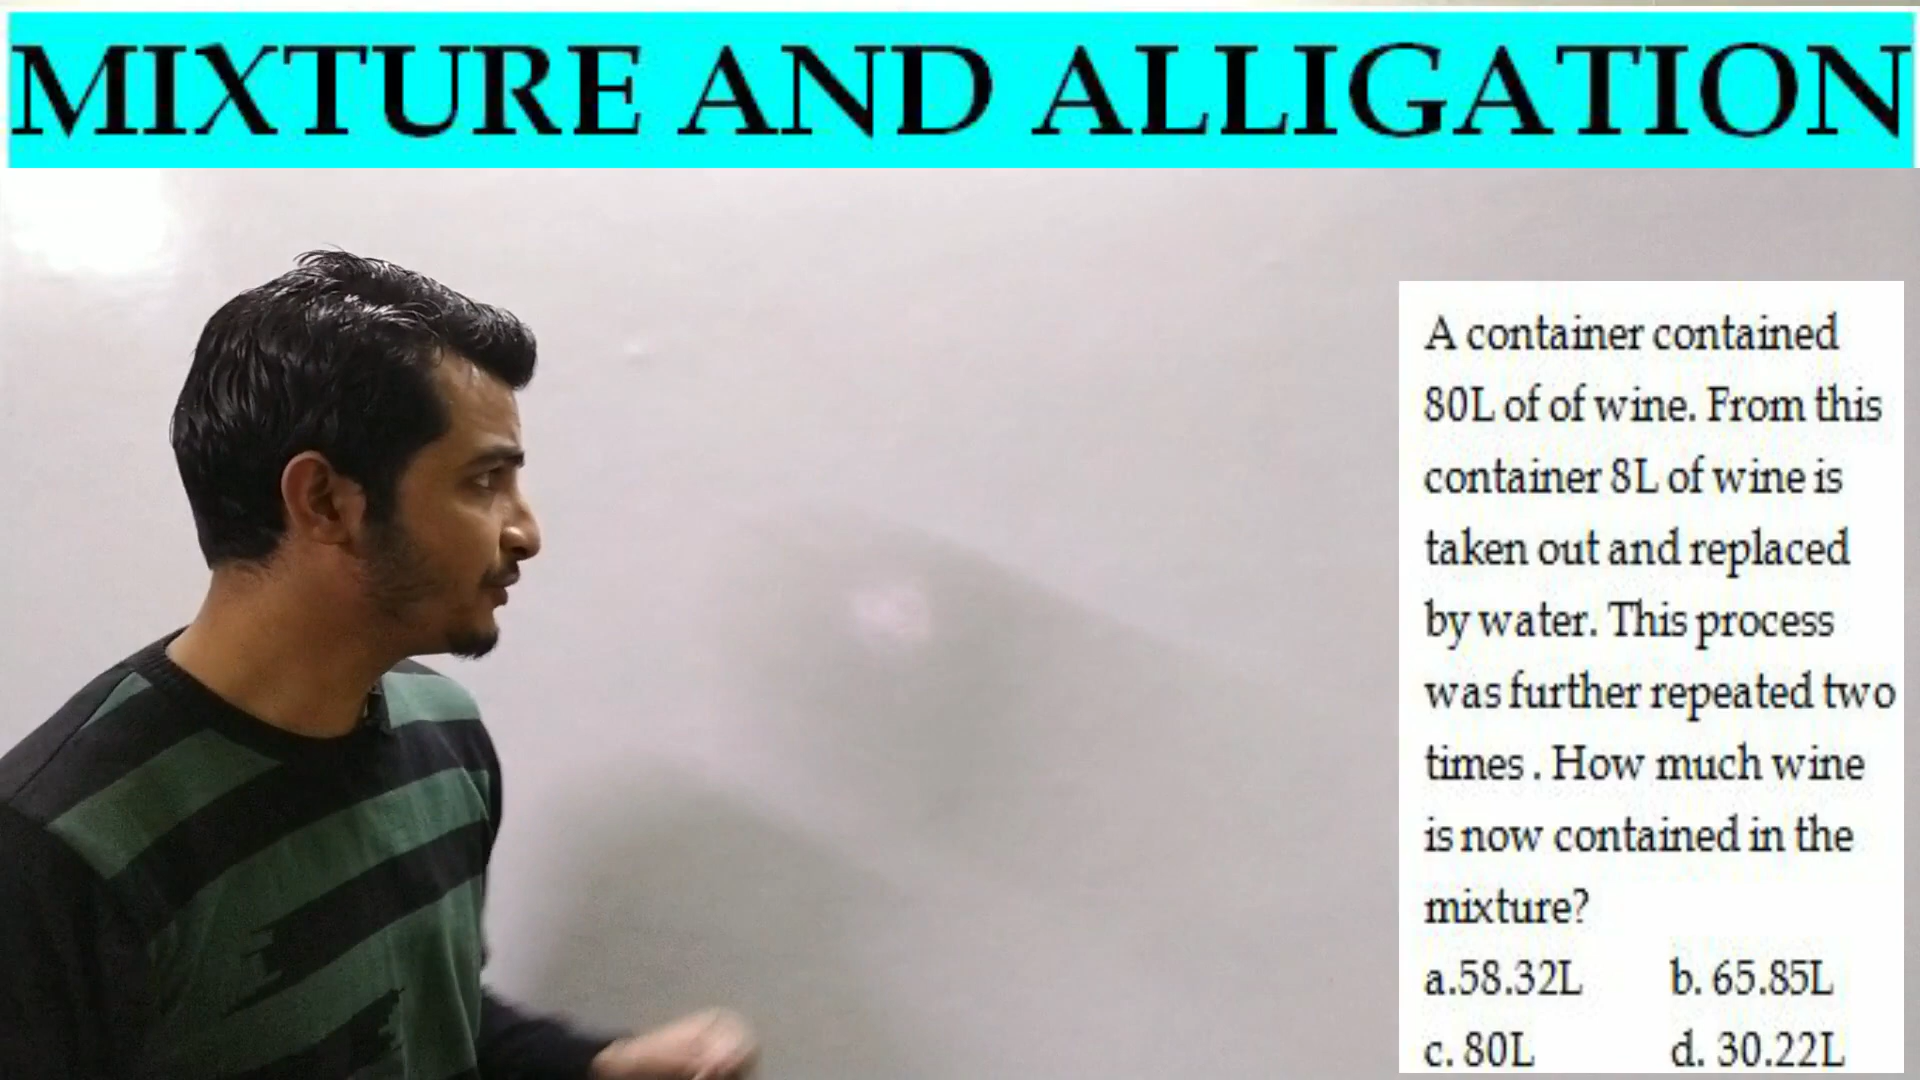 MIXTURE AND ALLIGATION
A container contained
80L of of wine. From this
container 8L of wine is
taken out and replaced
by water. This process
was further repeated two
times . How much wine
is now contained in the
mixture?
a.58.32L b. 65.85L
c. 80L d. 30.22L